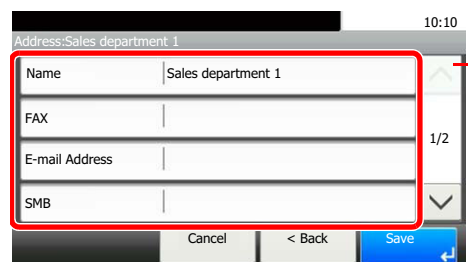 10:10
Address:Sales department 1
Name Sales department 1
FAX
E-mail Address
1/2
SMB
Cancel < Back Save